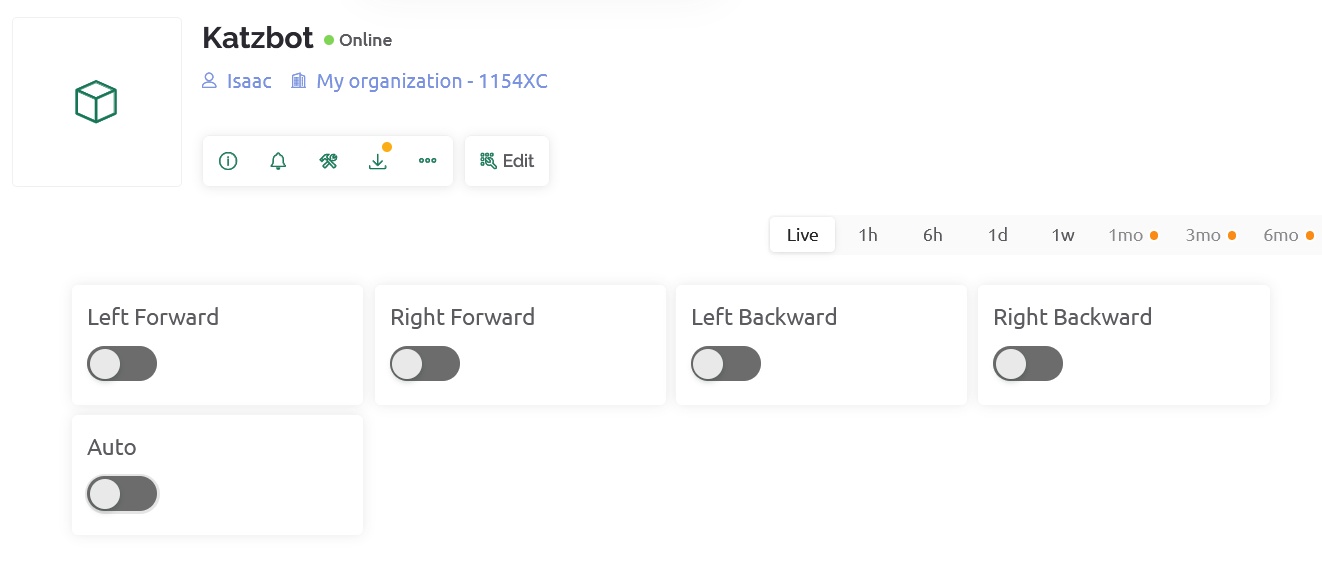 Katzbot Online
Isaac My organization - 1154XC
Edit
Live 1h 6h 1d 1w 1mo 3mo 6mo
Left Forward Right Forward Left Backward Right Backward
Auto